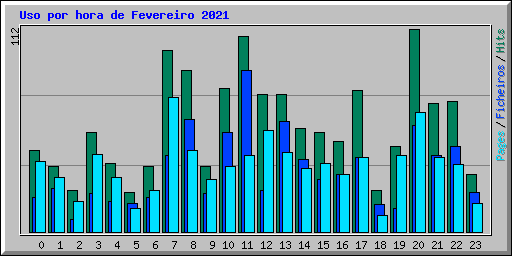 Uso por hora de Fevereiro 2021
112
Pages / Ficheiros / Hits
0 1 2 3 4 5 6 7 8 9 10 11 12 13 14 15 16 17 18 19 20 21 22 23